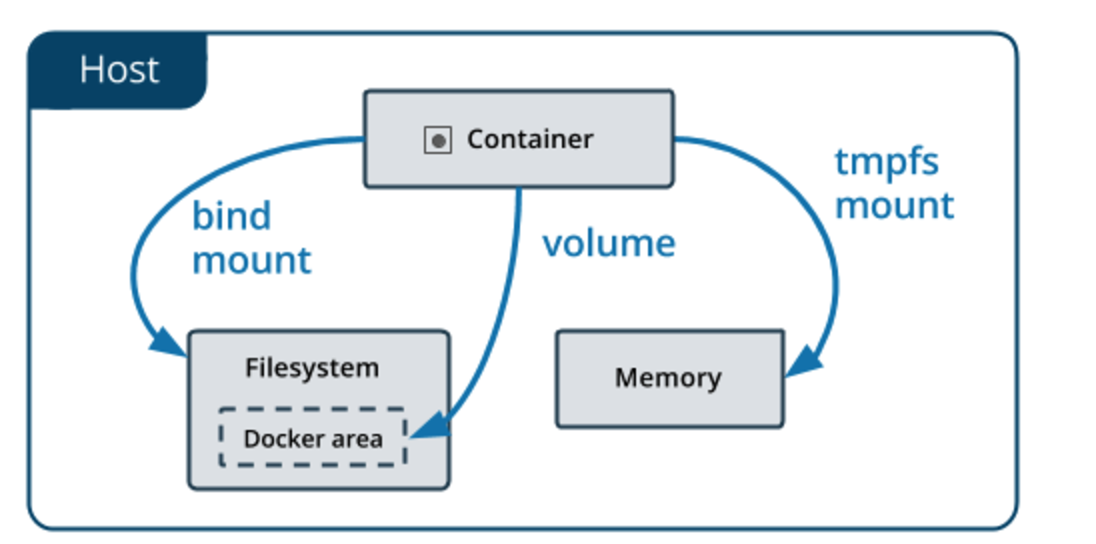 Host
Container
bind
mount
volume
tmpfs
mount
Filesystem
Docker area
Memory